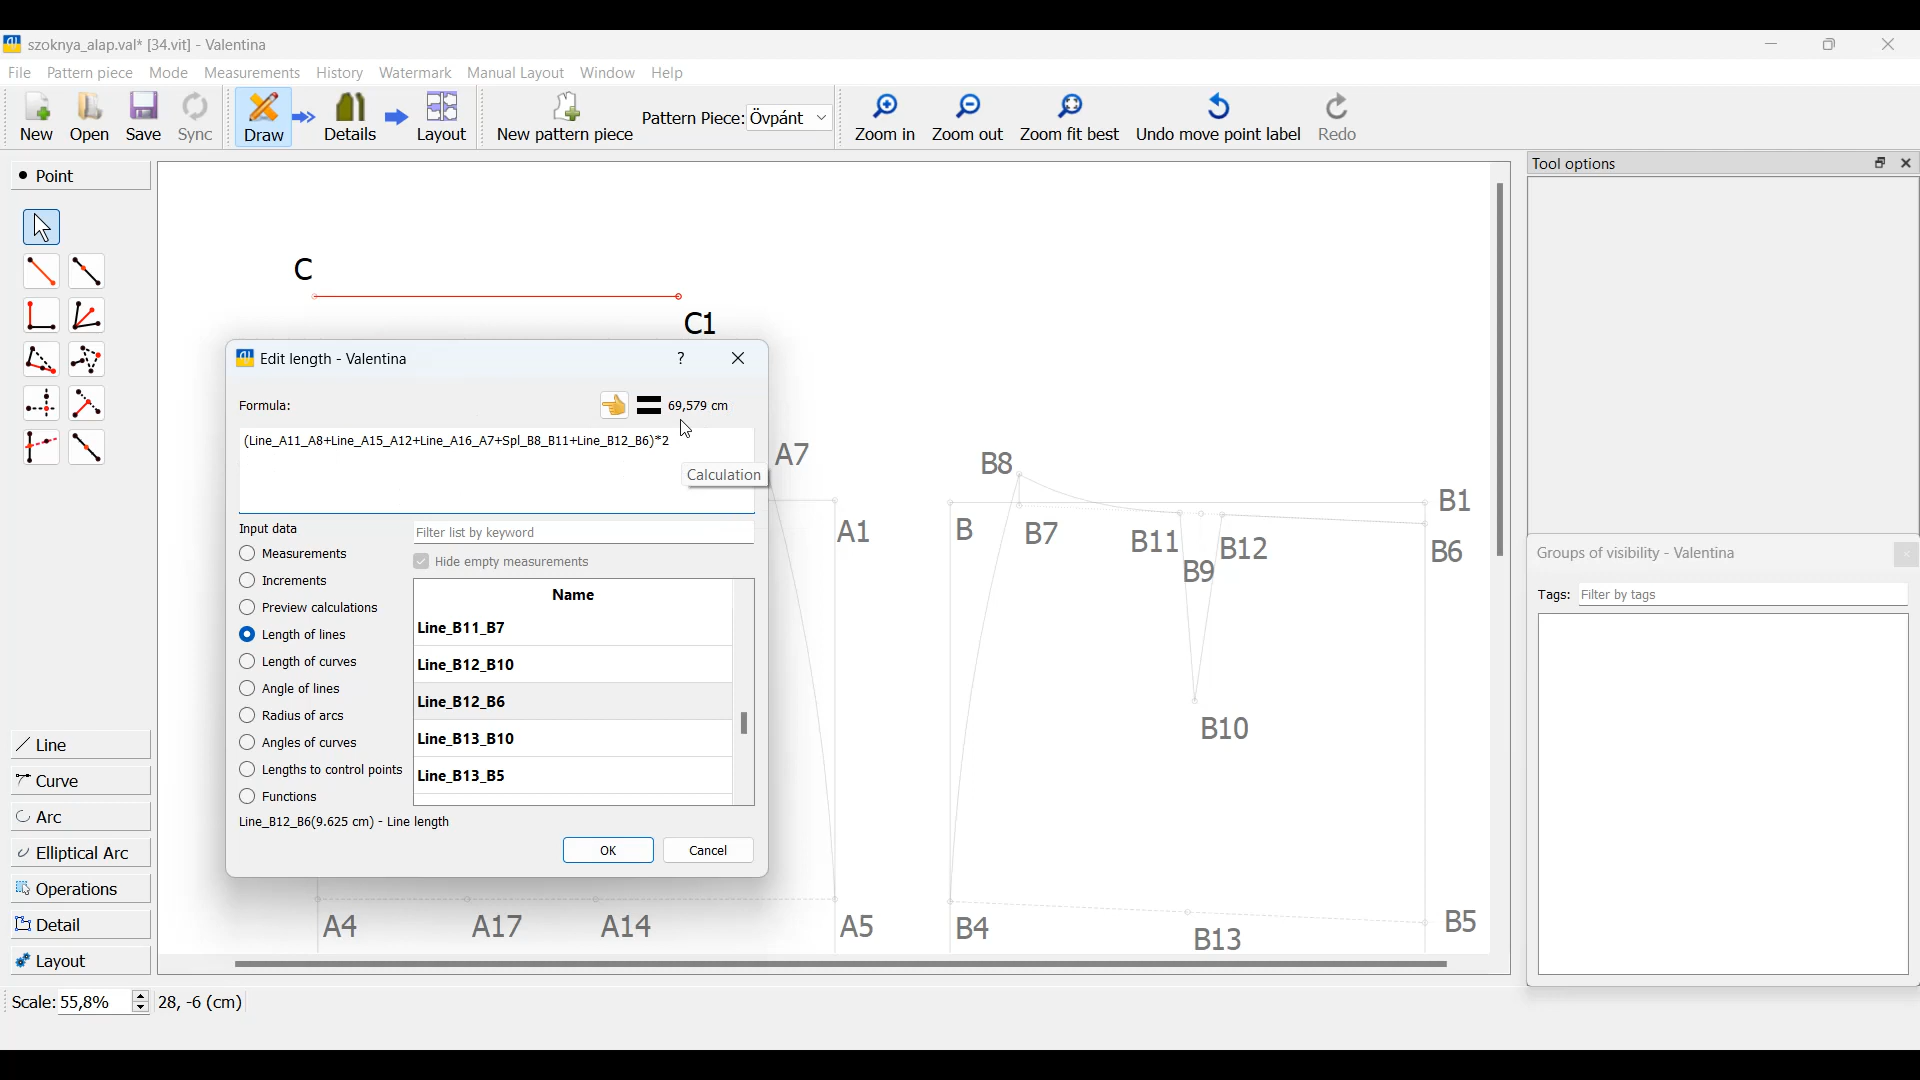 szoknya_alap.val* [34.vit] - Valentina
File Pattern piece Mode Measurements History Watermark Manual Layout Window Help
New Open Save Sync Draw Details Layout New pattern piece Pattern Piece: Övpánt Zoom in Zoom out Zoom fit best Undo move point label Redo
Point
Tool options
C
C1
Edit length - Valentina ?
Formula: 69,579 cm
(Line_A11_A8+Line_A15_A12+Line_A16_A7+Spl_B8_B11+Line_B12_B6)*2
Calculation
Input data
Filter list by keyword
Measurements
Hide empty measurements
Increments
Preview calculations
Length of lines
Length of curves
Angle of lines
Radius of arcs
Angles of curves
Lengths to control points
Functions
Name
Line_B11_B7
Line_B12_B10
Line_B12_B6
Line_B13_B10
Line_B13_B5
Line_B12_B6(9.625 cm) - Line length
OK Cancel
A7
A1
B8
B
B7
B11
B12
B9
B1
B6
B10
A4
A17
A14
A5
B4
B13
B5
Groups of visibility - Valentina
Tags: Filter by tags
Line
Curve
Arc
Elliptical Arc
Operations
Detail
Layout
Scale: 55,8% 28, -6 (cm)